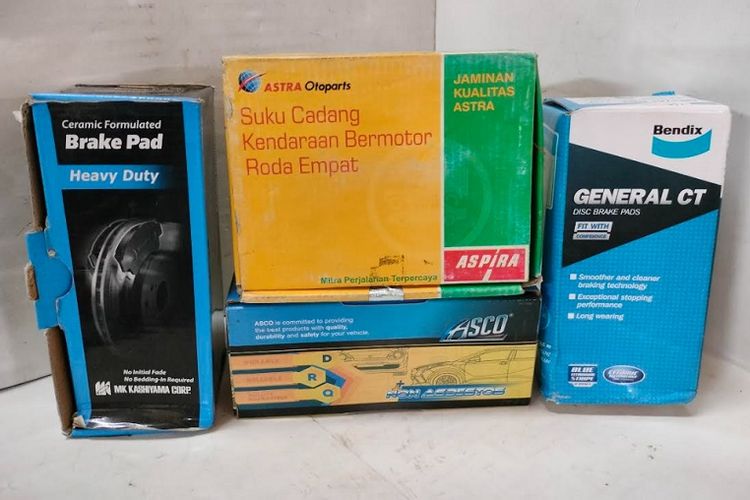 Ceramic Formulated
Brake Pad
Heavy Duty
No Initial Fade
No Bedding-in Required
MK KASHIYAMA CORP.
ASTRA Otoparts
Suku Cadang
Kendaraan Bermotor
Roda Empat
Mitra Perjalanan Terpercaya
JAMINAN
KUALITAS
ASTRA
ASPIRA
ASCO is committed to providing
the best products with quality,
durability and safety for your vehicle.
ASCO
D
R
Q
NON ASBESTOS
Bendix
GENERAL CT
DISC BRAKE PADS
FIT WITH
CONFIDENCE
Smoother and cleaner
braking technology
Exceptional stopping
performance
Long wearing
BLUE
STRIPE
CERAMIC